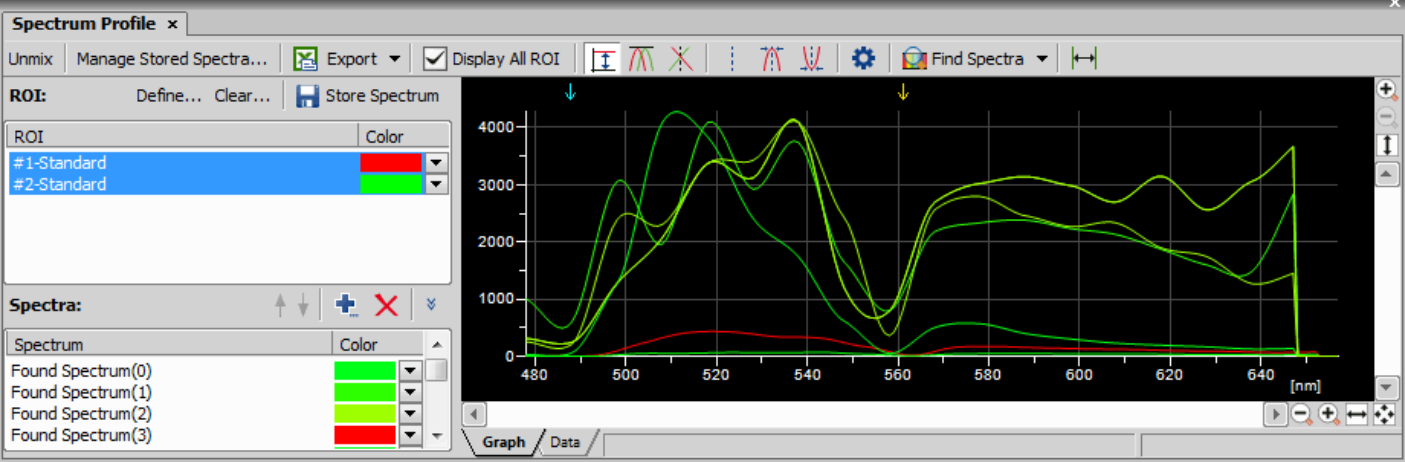 Spectrum Profile ×
Unmix Manage Stored Spectra... Export Display All ROI Find Spectra
ROI: Define... Clear... Store Spectrum
ROI Color
#1-Standard
#2-Standard
Spectra:
Spectrum Color
Found Spectrum(0)
Found Spectrum(1)
Found Spectrum(2)
Found Spectrum(3)
4000
3000
2000
1000
0
480 500 520 540 560 580 600 620 640
[nm]
Graph Data